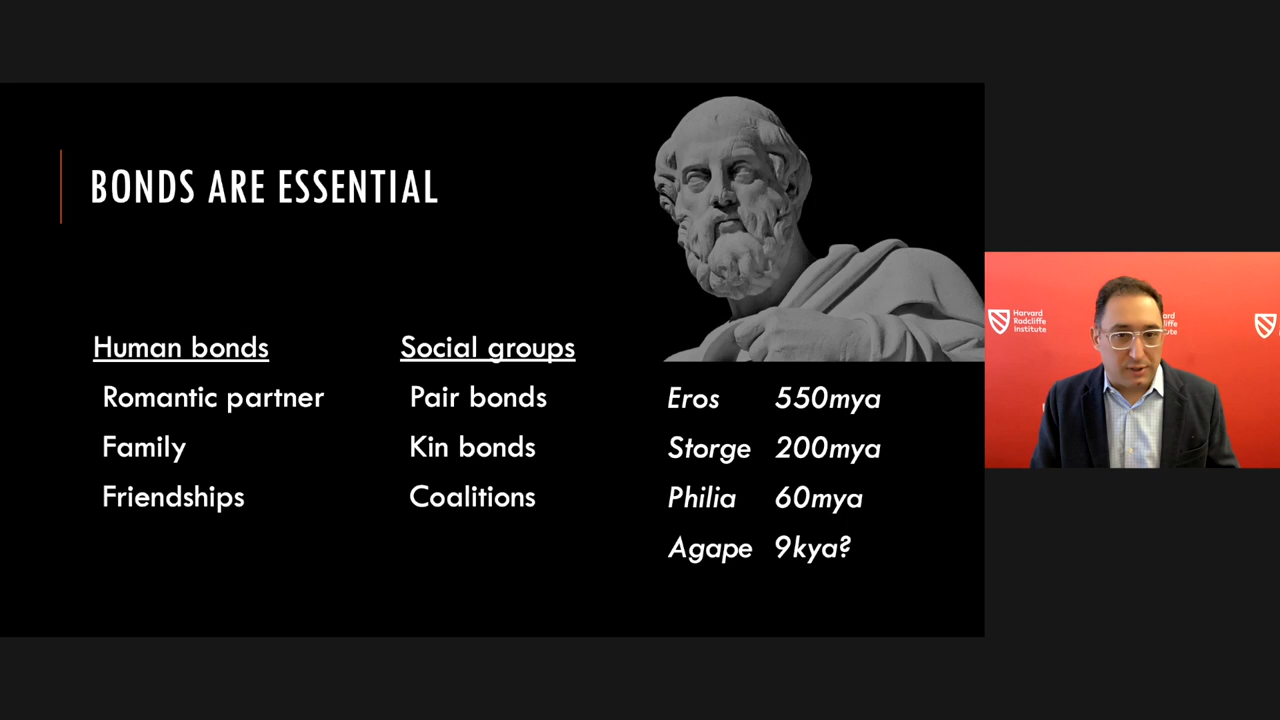 BONDS ARE ESSENTIAL
Human bonds
Romantic partner
Family
Friendships
Social groups
Pair bonds
Kin bonds
Coalitions
Eros 550mya
Storge 200mya
Philia 60mya
Agape 9kya?
Harvard
Radcliffe
Institute